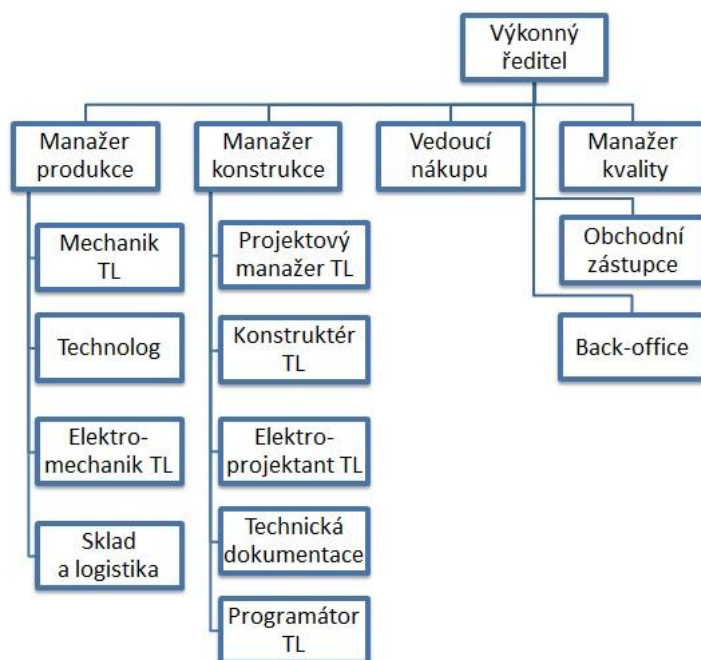 Výkonný
ředitel
Manažer
produkce
Manažer
konstrukce
Vedoucí
nákupu
Manažer
kvality
Mechanik
TL
Technolog
Elektro-
mechanik TL
Sklad
a logistika
Projektový
manažer TL
Konstruktér
TL
Elektro-
projektant TL
Technická
dokumentace
Programátor
TL
Obchodní
zástupce
Back-office